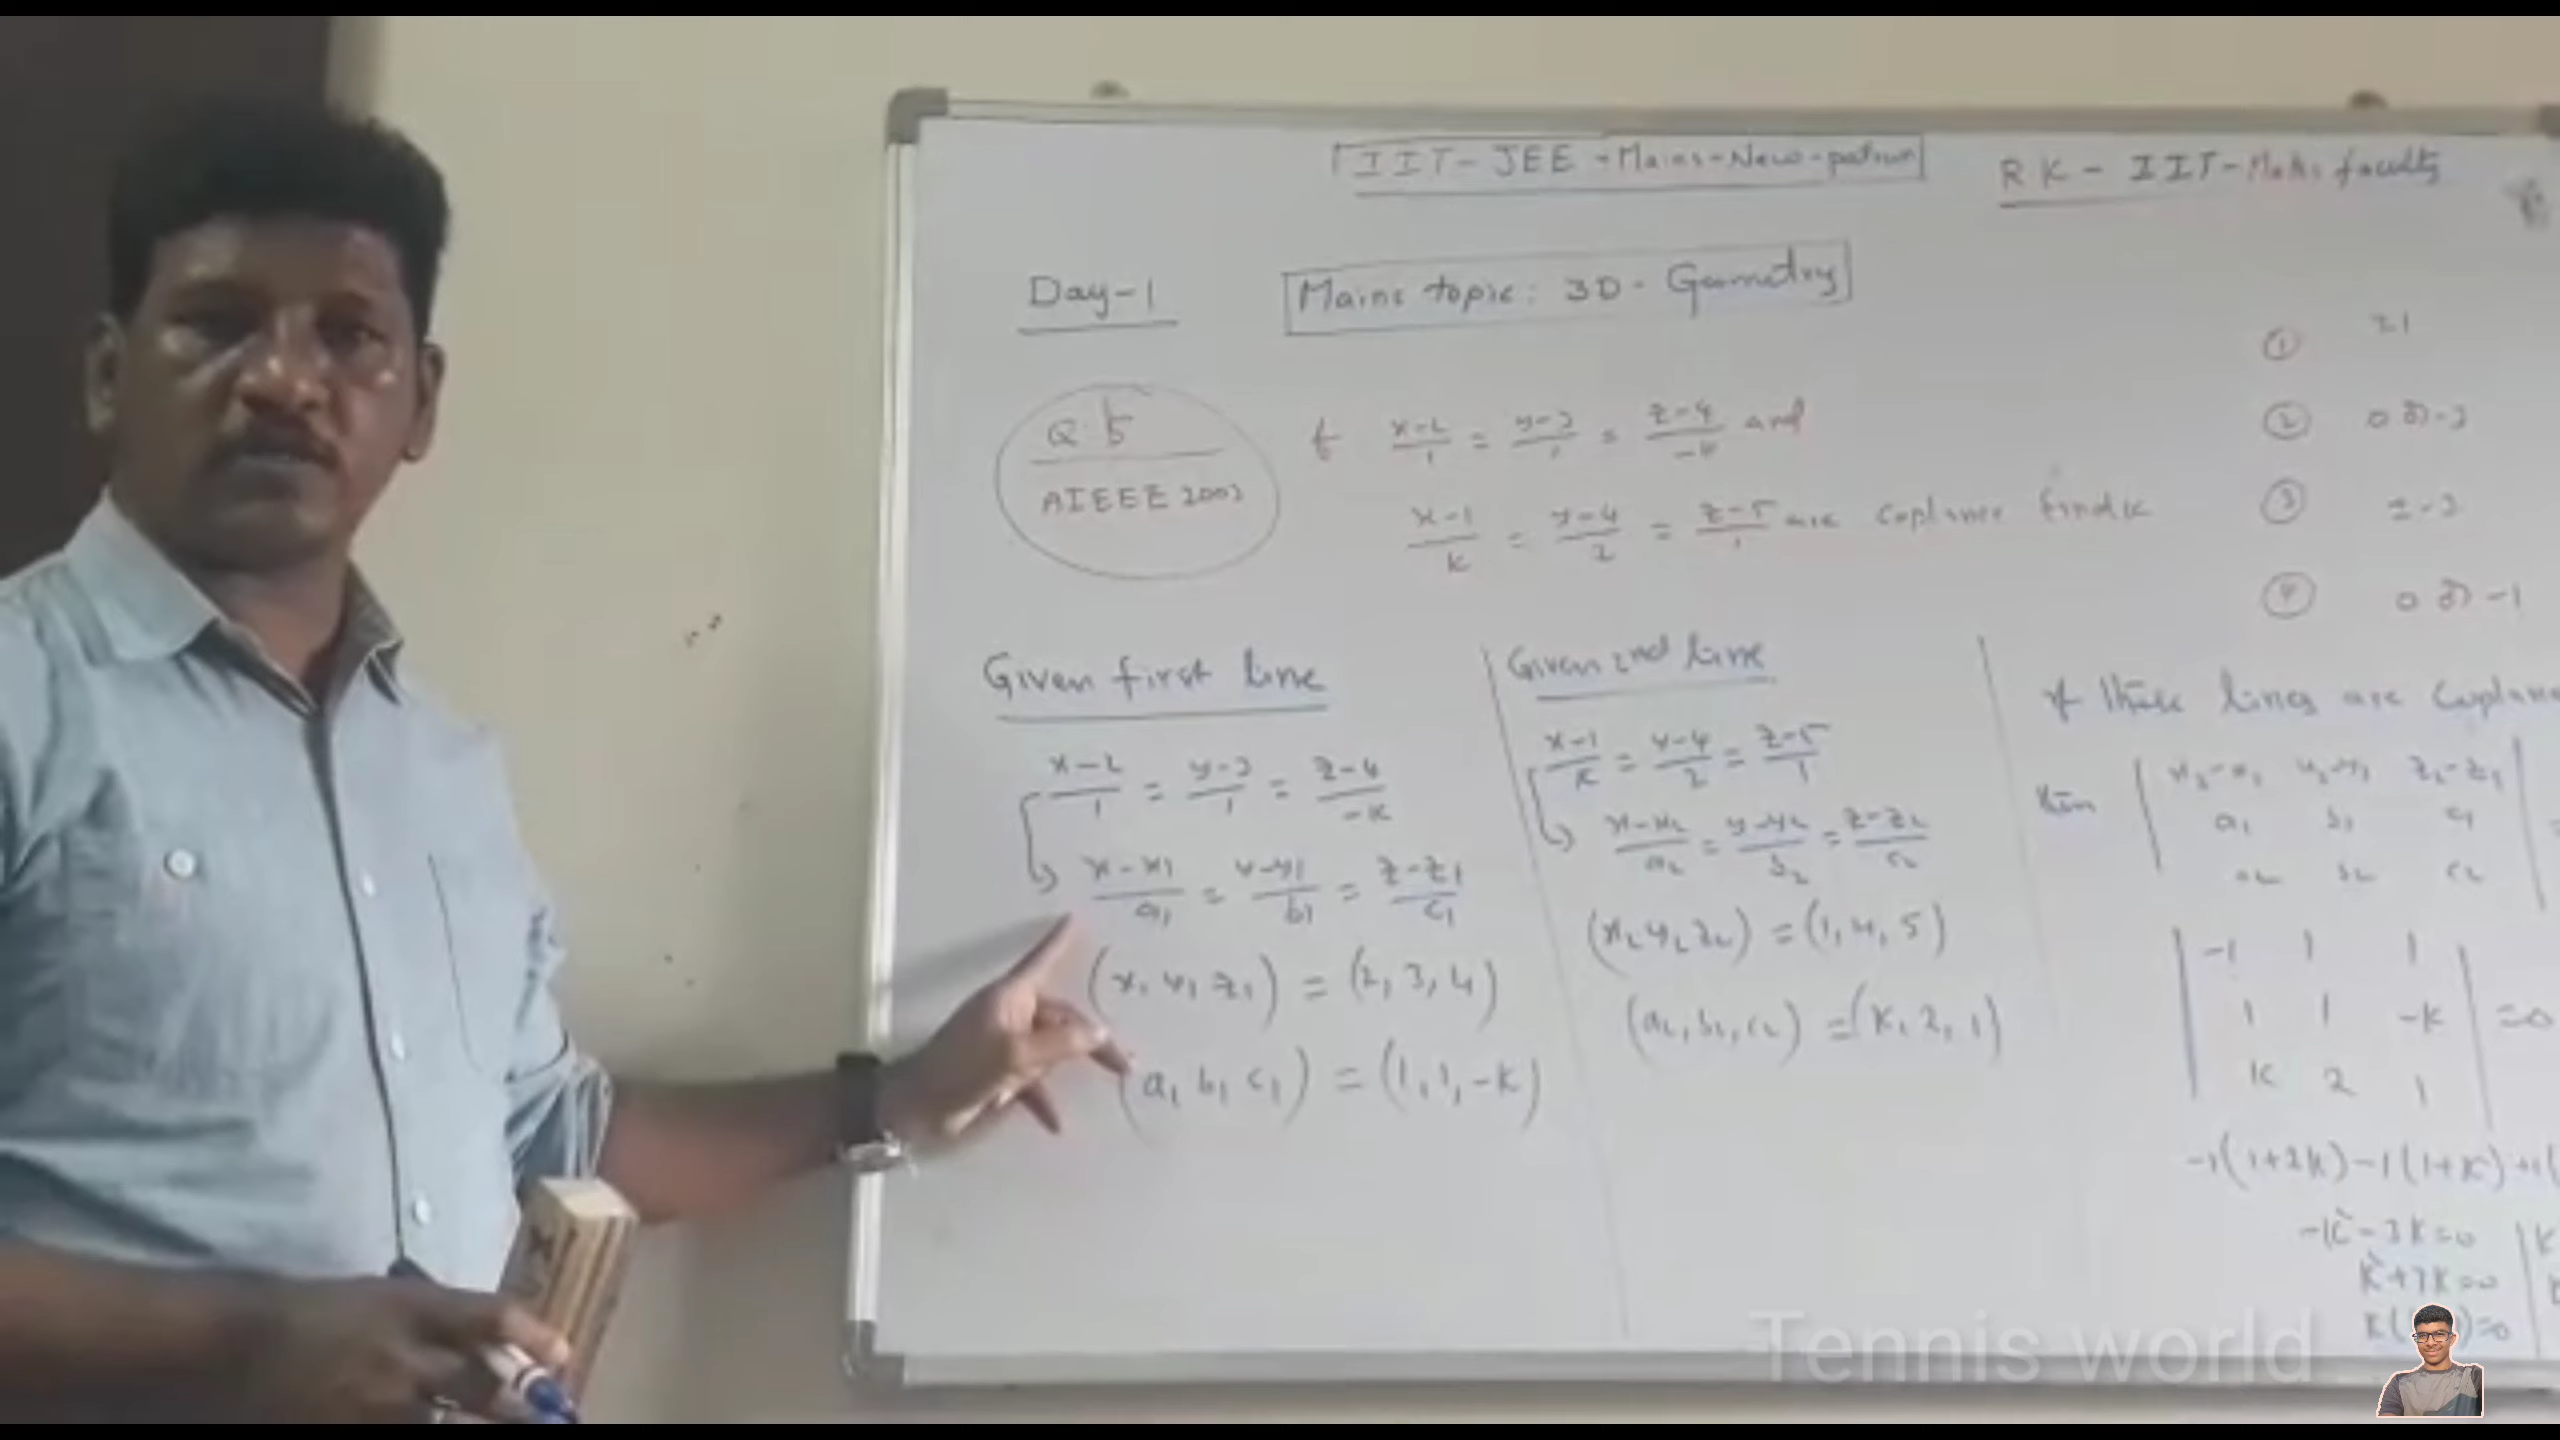 IIT-JEE-Mains-New-pattern
RK-IIT-Maths faculty
Day-1
Mains topic: 3D-Geometry
Q.5
AIEEE 2003
If x-2/1 = y-3/1 = z-4/-k and
x-1/k = y-4/2 = z-5/1 are coplanar find k
①
② 0 or -3
③
④ 0 or -1
Given first line
x-2/1 = y-3/1 = z-4/-k
x-x₁/a₁ = y-y₁/b₁ = z-z₁/c₁
(x₁ y₁ z₁) = (2, 3, 4)
(a₁ b₁ c₁) = (1, 1, -k)
Given 2nd line
x-1/k = y-4/2 = z-5/1
x-x₂/a₂ = y-y₂/b₂ = z-z₂/c₂
(x₂ y₂ z₂) = (1, 4, 5)
(a₂, b₂, c₂) = (k, 2, 1)
If these lines are
then | x₂-x₁ y₂-y₁ z₂-z₁ |
a₁ b₁ c₁
a₂ b₂ c₂
| -1 1 1 |
1 1 -k = 0
k 2 1
-1(1+2k) -1(1+k²) +1(
-k²-3k=0
k²+3k=0
k( )=0
Tennis world